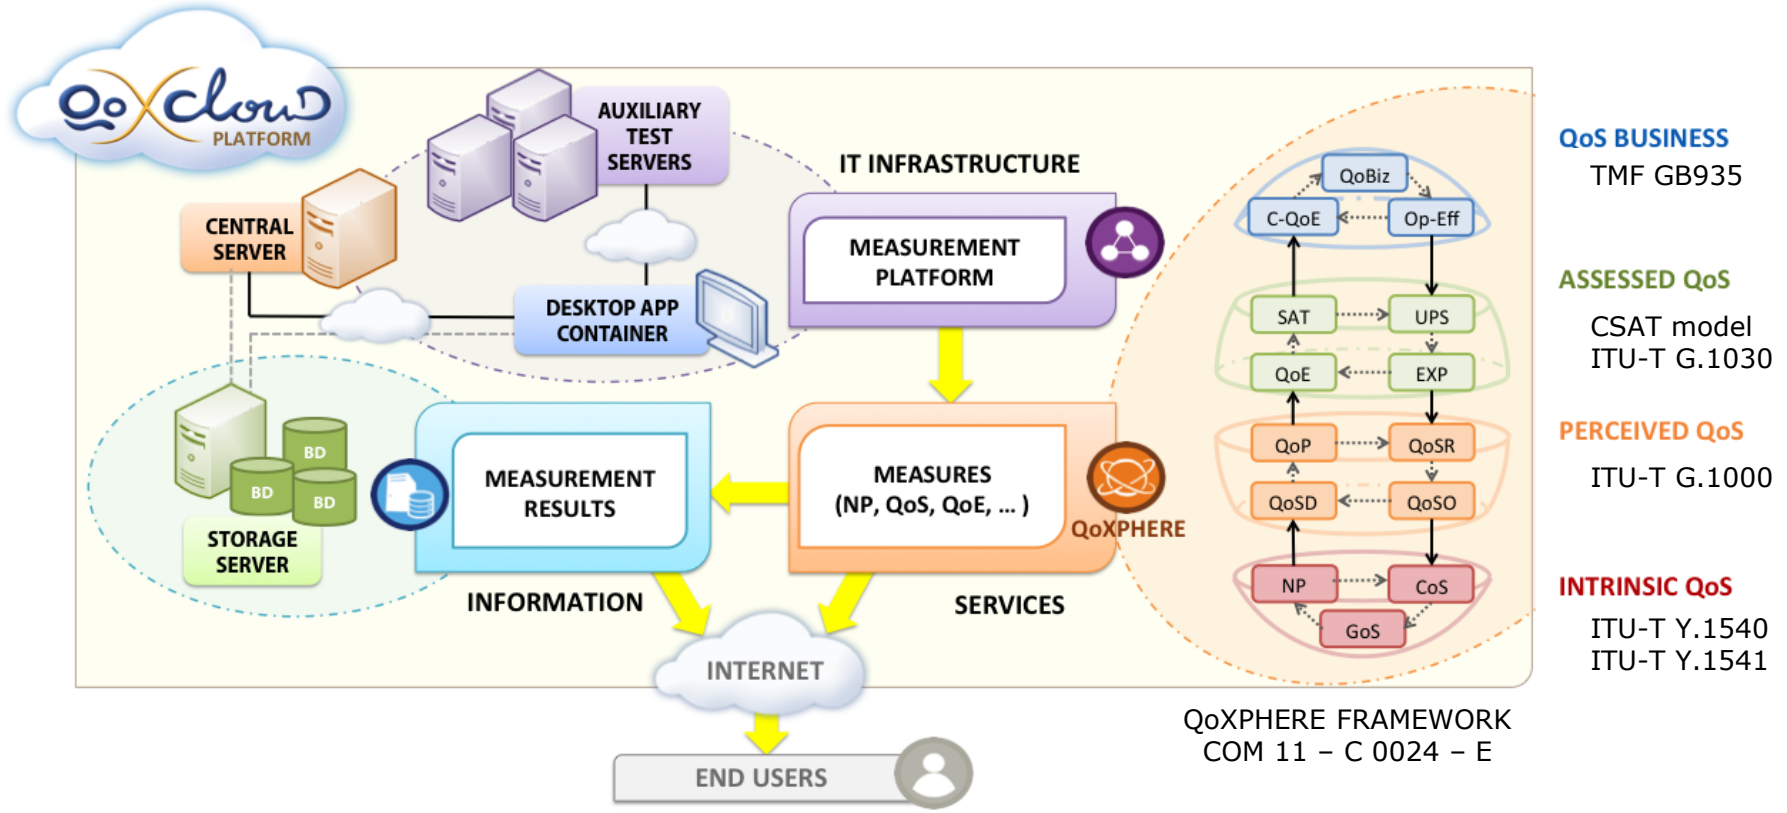 QoXcloud
PLATFORM
AUXILIARY
TEST
SERVERS
CENTRAL
SERVER
DESKTOP APP
CONTAINER
IT INFRASTRUCTURE
MEASUREMENT
PLATFORM
BD
BD
BD
STORAGE
SERVER
MEASUREMENT
RESULTS
INFORMATION
MEASURES
(NP, QoS, QoE, ... )
QoXPHERE
SERVICES
INTERNET
END USERS
QoBiz
C-QoE
Op-Eff
SAT
UPS
QoE
EXP
QoP
QoSR
QoSD
QoSO
NP
CoS
GoS
QoS BUSINESS
TMF GB935
ASSESSED QoS
CSAT model
ITU-T G.1030
PERCEIVED QoS
ITU-T G.1000
INTRINSIC QoS
ITU-T Y.1540
ITU-T Y.1541
QoXPHERE FRAMEWORK
COM 11 – C 0024 – E